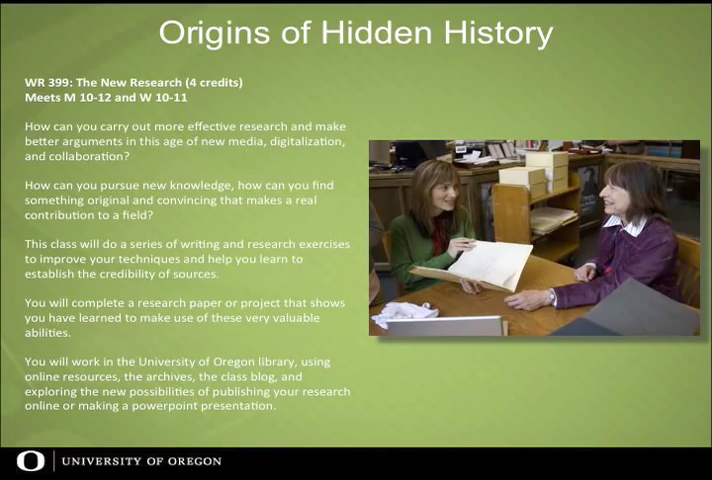 Origins of Hidden History
WR 399: The New Research (4 credits)
Meets M 10-12 and W 10-11
How can you carry out more effective research and make
better arguments in this age of new media, digitalization,
and collaboration?
How can you pursue new knowledge, how can you find
something original and convincing that makes a real
contribution to a field?
This class will do a series of writing and research exercises
to improve your techniques and help you learn to
establish the credibility of sources.
You will complete a research paper or project that shows
you have learned to make use of these very valuable
abilities.
You will work in the University of Oregon library, using
online resources, the archives, the class blog, and
exploring the new possibilities of publishing your research
online or making a powerpoint presentation.
O UNIVERSITY OF OREGON